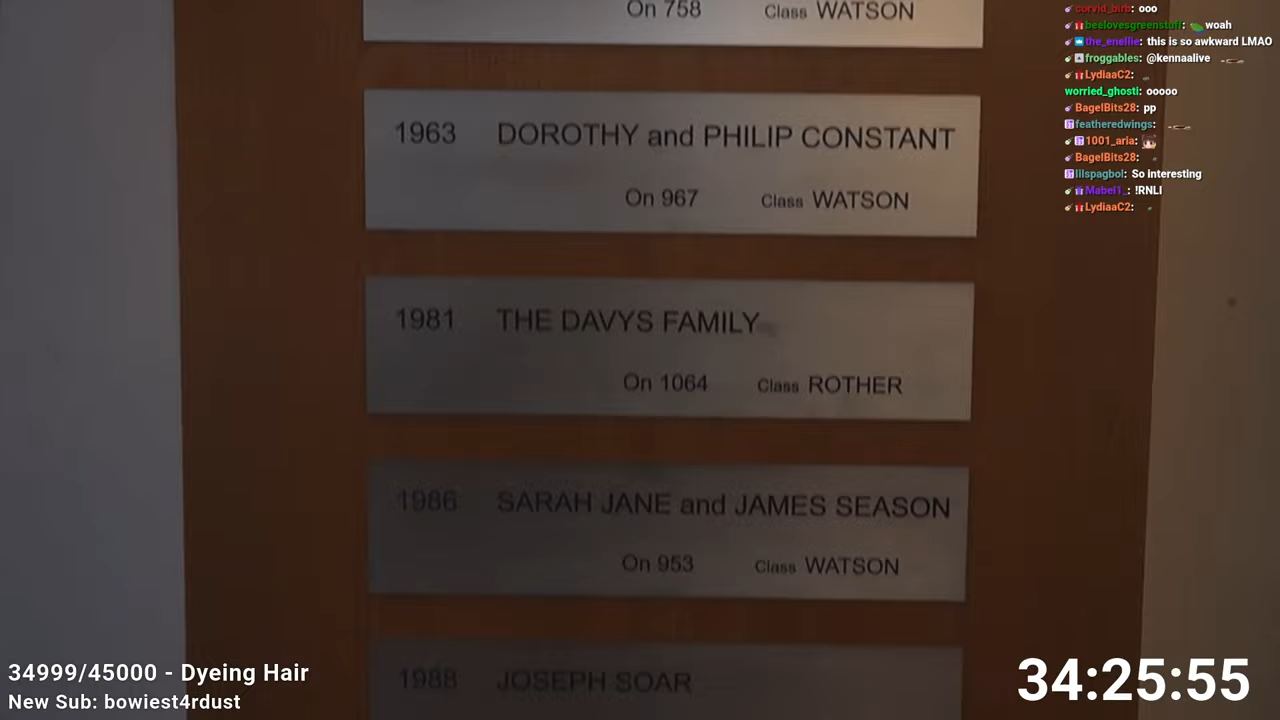 On 758 Class WATSON
1963 DOROTHY and PHILIP CONSTANT
On 967 Class WATSON
1981 THE DAVYS FAMILY
On 1064 Class ROTHER
1986 SARAH JANE and JAMES SEASON
On 953 Class WATSON
1988 JOSEPH SOAR
corvid_birb: ooo
beelovesgreenstuff: woah
the_enellie: this is so awkward LMAO
froggables: @kennaalive
LydiaaC2:
worried_ghosti: ooooo
BagelBits28: pp
featheredwings:
1001_aria:
BagelBits28:
lilspagbol: So interesting
Mabel1_: !RNLI
LydiaaC2:
34999/45000 - Dyeing Hair
New Sub: bowiest4rdust
34:25:55